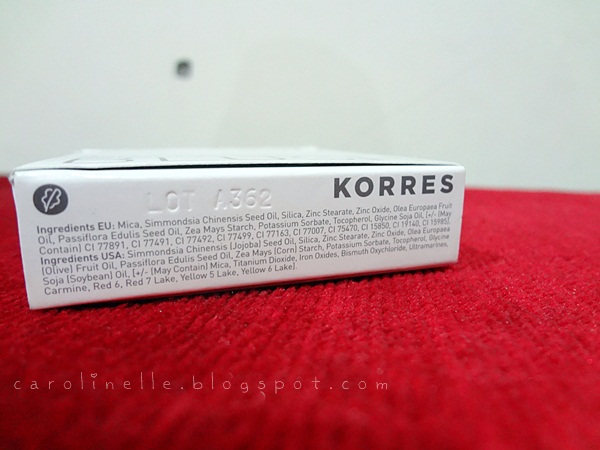 LOT A362
KORRES
Ingredients EU: Mica, Simmondsia Chinensis Seed Oil, Silica, Zinc Stearate, Zinc Oxide, Olea Europaea Fruit
Oil, Passiflora Edulis Seed Oil, Zea Mays Starch, Potassium Sorbate, Tocopherol, Glycine Soja Oil, [+/- (May
Contain) CI 77891, CI 77491, CI 77492, CI 77499, CI 77163, CI 77007, CI 75470, CI 15850, CI 19140, CI 15985].
Ingredients USA: Simmondsia Chinensis (Jojoba) Seed Oil, Silica, Zinc Stearate, Zinc Oxide, Olea Europaea
(Olive) Fruit Oil, Passiflora Edulis Seed Oil, Zea Mays (Corn) Starch, Potassium Sorbate, Tocopherol, Glycine
Soja (Soybean) Oil, [+/- (May Contain) Mica, Titanium Dioxide, Iron Oxides, Bismuth Oxychloride, Ultramarines,
Carmine, Red 6, Red 7 Lake, Yellow 5 Lake, Yellow 6 Lake].
carolinelle.blogspot.com